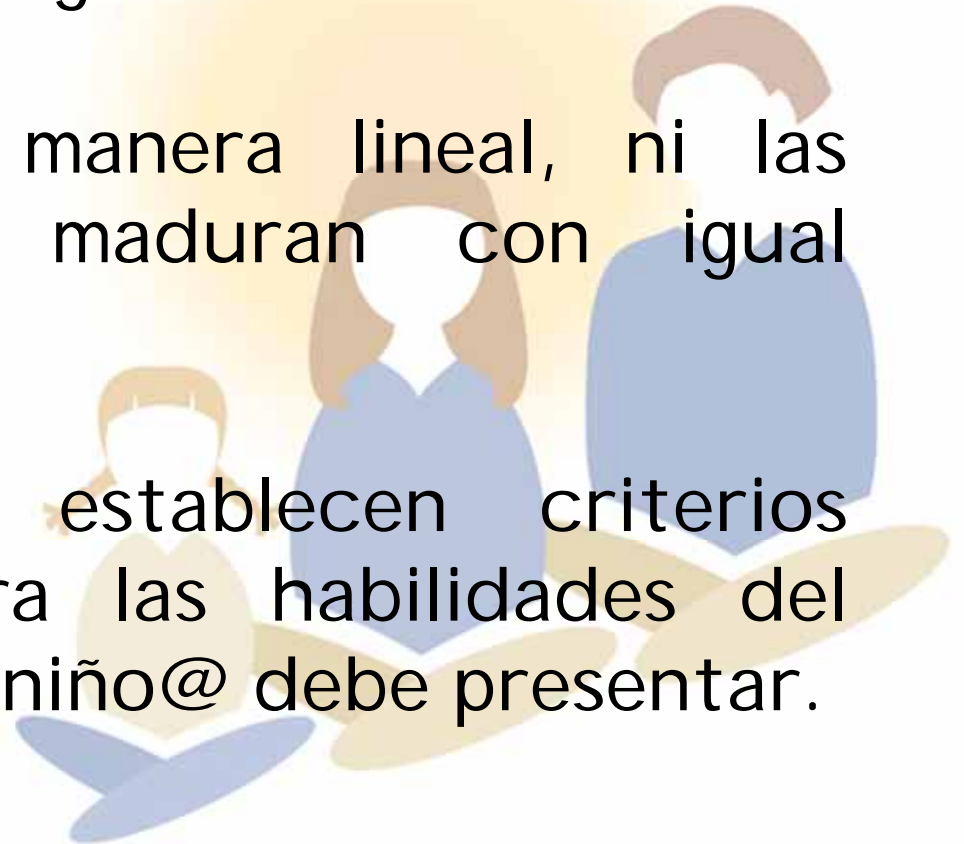 manera lineal, ni las
maduran con igual
establecen criterios
las habilidades del
niño@ debe presentar.